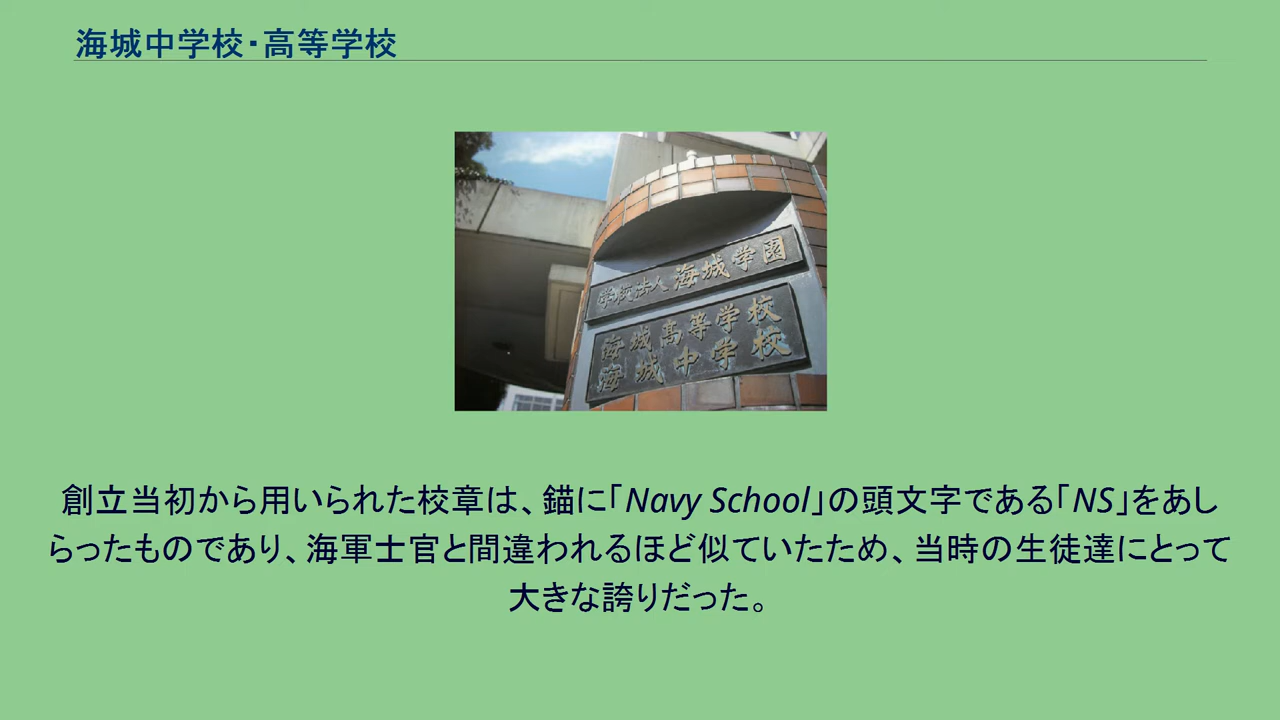 海城中学校・高等学校
学校法人 海城学園
海城高等学校
海城中学校
創立当初から用いられた校章は、錨に「Navy School」の頭文字である「NS」をあし
らったものであり、海軍士官と間違われるほど似ていたため、当時の生徒達にとって
大きな誇りだった。